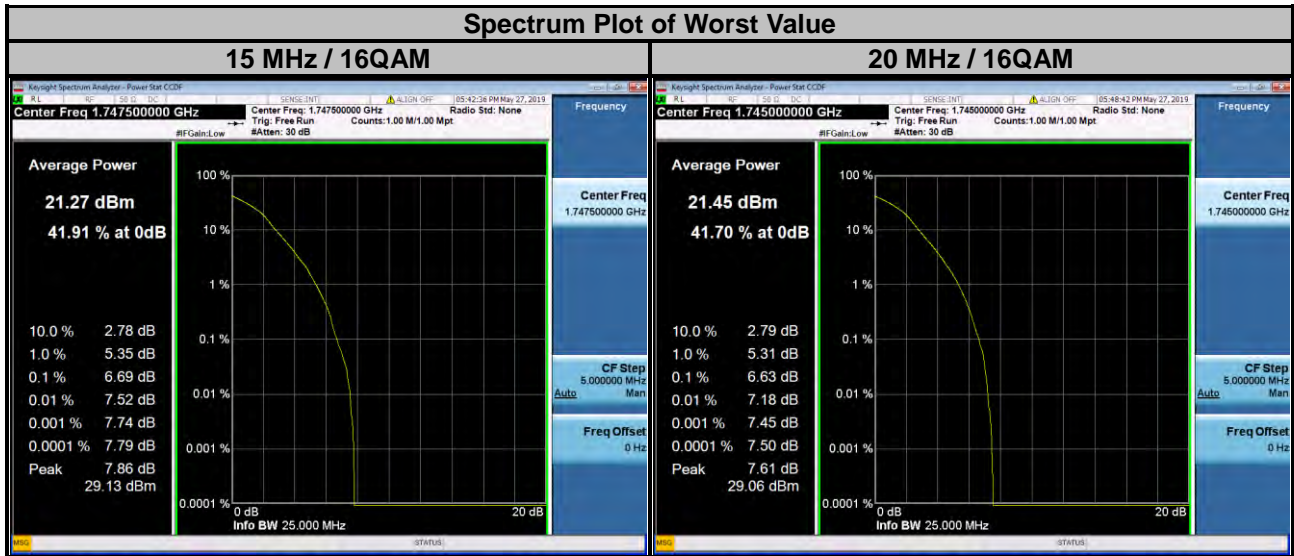 Spectrum Plot of Worst Value
15 MHz / 16QAM
20 MHz / 16QAM
Keysight Spectrum Analyzer - Power Stat CCDF
RL RF 50 Ω DC SENSE:INT ALIGN OFF 05:42:36 PM May 27, 2019
Center Freq 1.747500000 GHz
Center Freq: 1.747500000 GHz Radio Std: None
Trig: Free Run Counts:1.00 M/1.00 Mpt
#IFGain:Low #Atten: 30 dB
Frequency
Average Power
21.27 dBm
41.91 % at 0dB
10.0 % 2.78 dB
1.0 % 5.35 dB
0.1 % 6.69 dB
0.01 % 7.52 dB
0.001 % 7.74 dB
0.0001 % 7.79 dB
Peak 7.86 dB
29.13 dBm
100 %
10 %
1 %
0.1 %
0.01 %
0.001 %
0.0001 %
0 dB 20 dB
Info BW 25.000 MHz
Center Freq
1.747500000 GHz
CF Step
5.000000 MHz
Auto Man
Freq Offset
0 Hz
MSG STATUS
Keysight Spectrum Analyzer - Power Stat CCDF
RL RF 50 Ω DC SENSE:INT ALIGN OFF 05:48:42 PM May 27, 2019
Center Freq 1.745000000 GHz
Center Freq: 1.745000000 GHz Radio Std: None
Trig: Free Run Counts:1.00 M/1.00 Mpt
#IFGain:Low #Atten: 30 dB
Frequency
Average Power
21.45 dBm
41.70 % at 0dB
10.0 % 2.79 dB
1.0 % 5.31 dB
0.1 % 6.63 dB
0.01 % 7.18 dB
0.001 % 7.45 dB
0.0001 % 7.50 dB
Peak 7.61 dB
29.06 dBm
100 %
10 %
1 %
0.1 %
0.01 %
0.001 %
0.0001 %
0 dB 20 dB
Info BW 25.000 MHz
Center Freq
1.745000000 GHz
CF Step
5.000000 MHz
Auto Man
Freq Offset
0 Hz
MSG STATUS